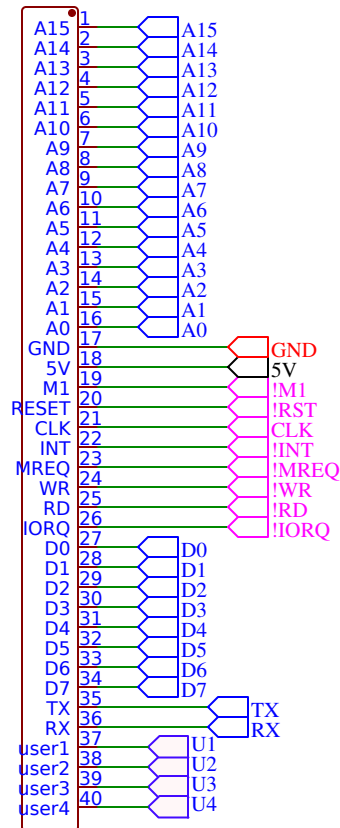 A15 1 A15
A14 2 A14
A13 3 A13
A12 4 A12
A11 5 A11
A10 6 A10
A9 7 A9
A8 8 A8
A7 9 A7
A6 10 A6
A5 11 A5
A4 12 A4
A3 13 A3
A2 14 A2
A1 15 A1
A0 16 A0
GND 17 GND
5V 18 5V
M1 19 !M1
RESET 20 !RST
CLK 21 CLK
INT 22 !INT
MREQ 23 !MREQ
WR 24 !WR
RD 25 !RD
IORQ 26 !IORQ
D0 27 D0
D1 28 D1
D2 29 D2
D3 30 D3
D4 31 D4
D5 32 D5
D6 33 D6
D7 34 D7
TX 35 TX
RX 36 RX
user1 37 U1
user2 38 U2
user3 39 U3
user4 40 U4